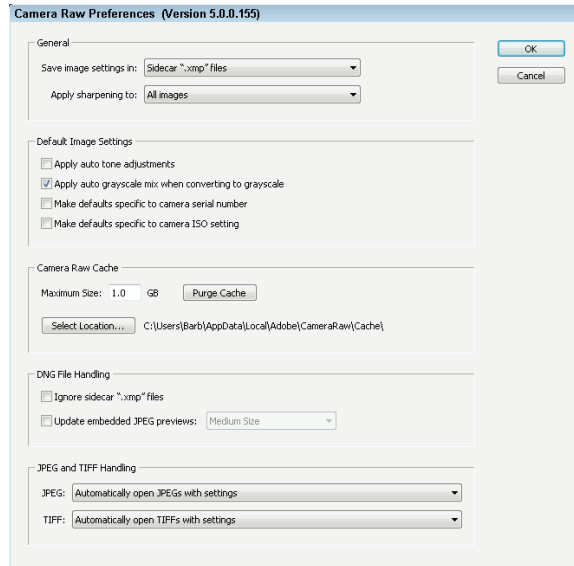 Camera Raw Preferences (Version 5.0.0.155)
General
Save image settings in: Sidecar ".xmp" files
Apply sharpening to: All images
OK
Cancel
Default Image Settings
Apply auto tone adjustments
Apply auto grayscale mix when converting to grayscale
Make defaults specific to camera serial number
Make defaults specific to camera ISO setting
Camera Raw Cache
Maximum Size: 1.0 GB Purge Cache
Select Location... C:\Users\Barb\AppData\Local\Adobe\CameraRaw\Cache\
DNG File Handling
Ignore sidecar ".xmp" files
Update embedded JPEG previews: Medium Size
JPEG and TIFF Handling
JPEG: Automatically open JPEGs with settings
TIFF: Automatically open TIFFs with settings